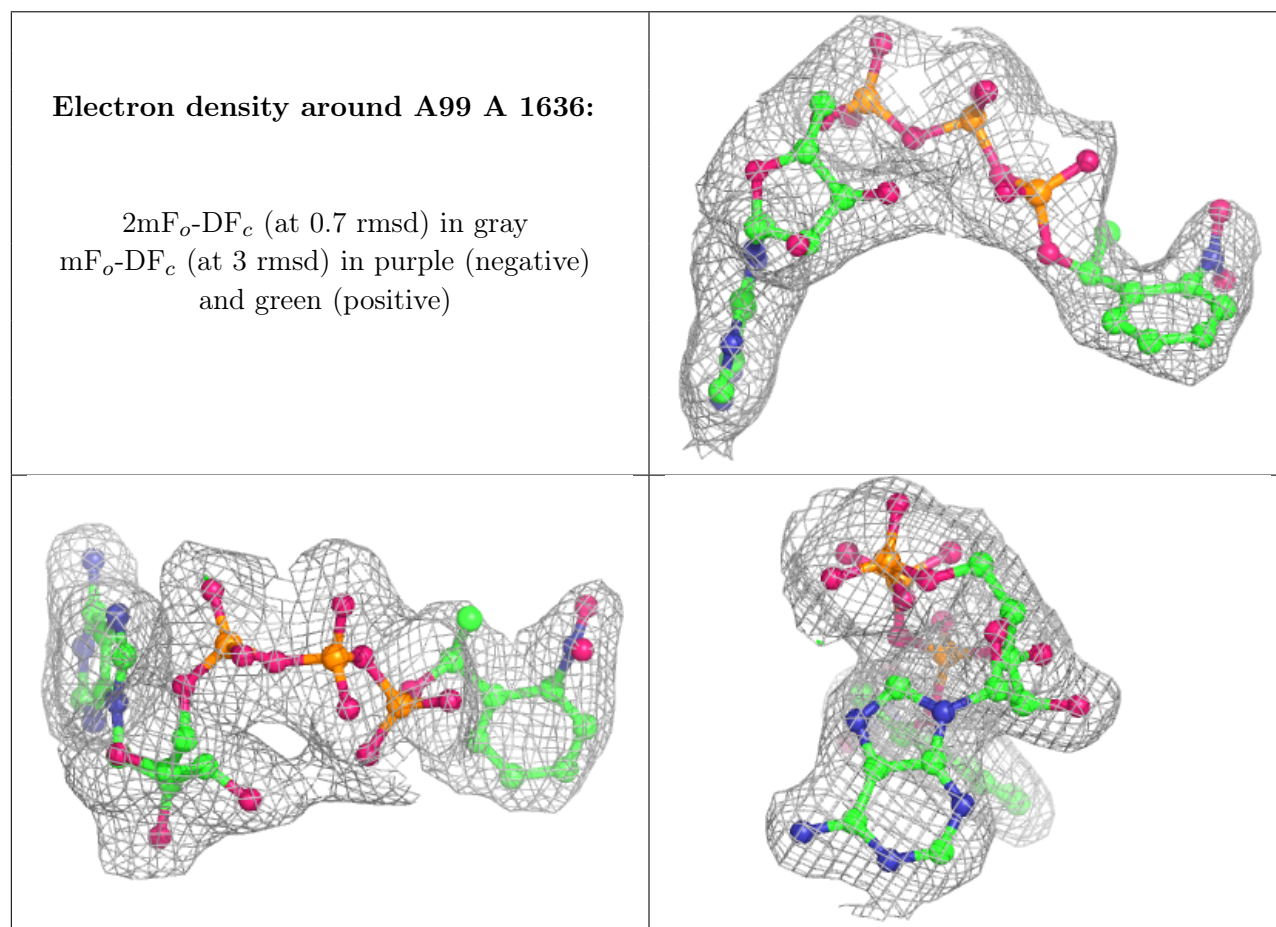 Electron density around A99 A 1636:
2mFo-DFc (at 0.7 rmsd) in gray
mFo-DFc (at 3 rmsd) in purple (negative)
and green (positive)